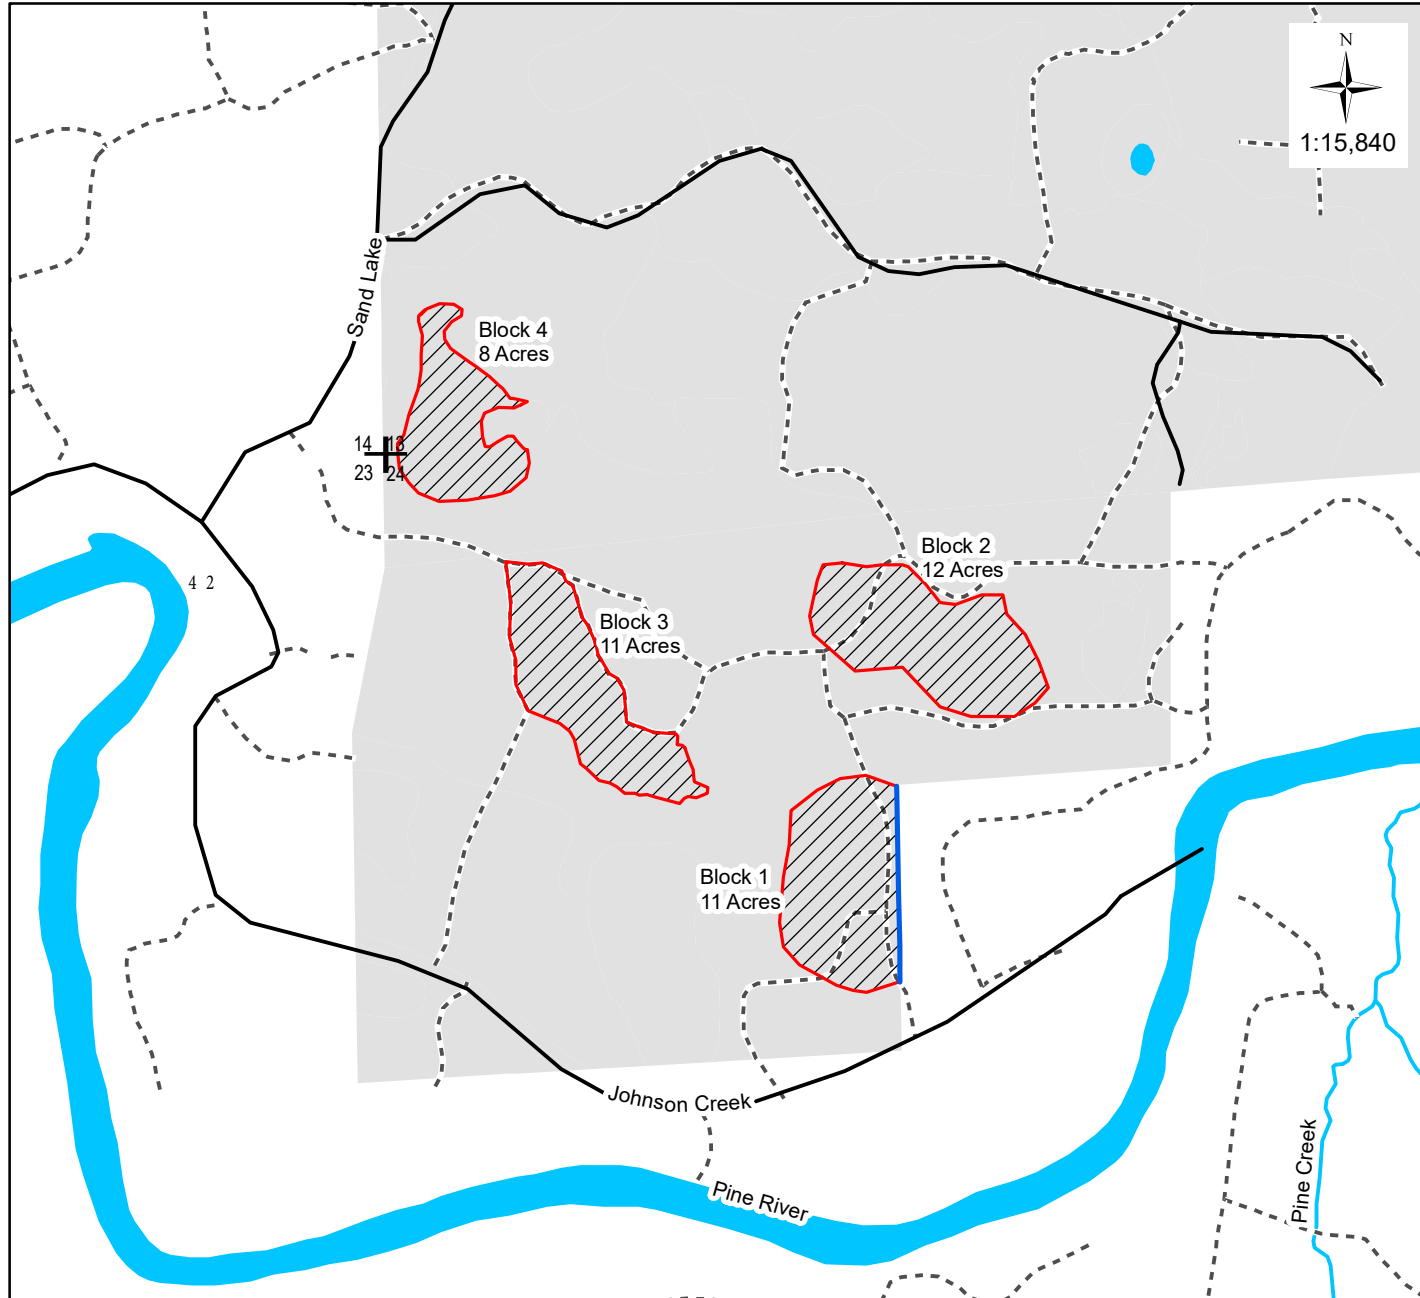 N
1:15,840
Sand Lake
Block 4
8 Acres
14 13
23 24
Block 2
12 Acres
4 2
Block 3
11 Acres
Block 1
11 Acres
Johnson Creek
Pine River
Pine Creek